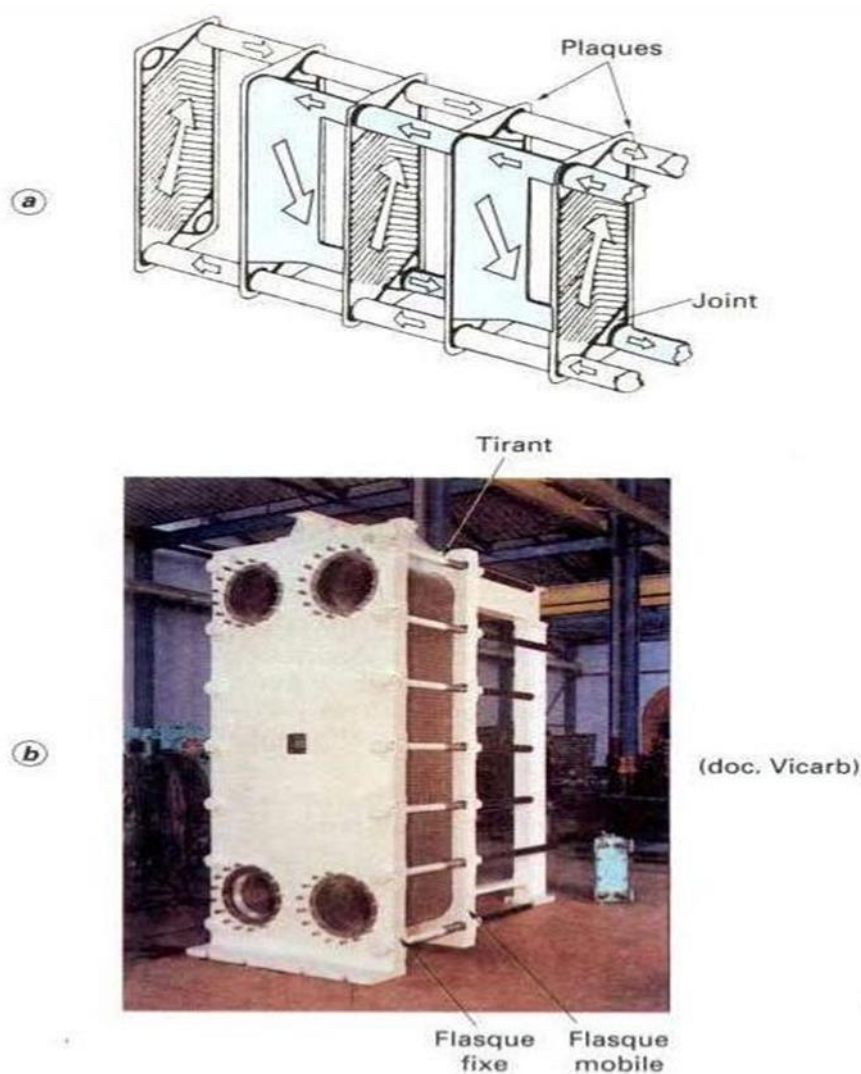 Plaques
a
Joint
Tirant
b
(doc. Vicarb)
Flasque
fixe
Flasque
mobile